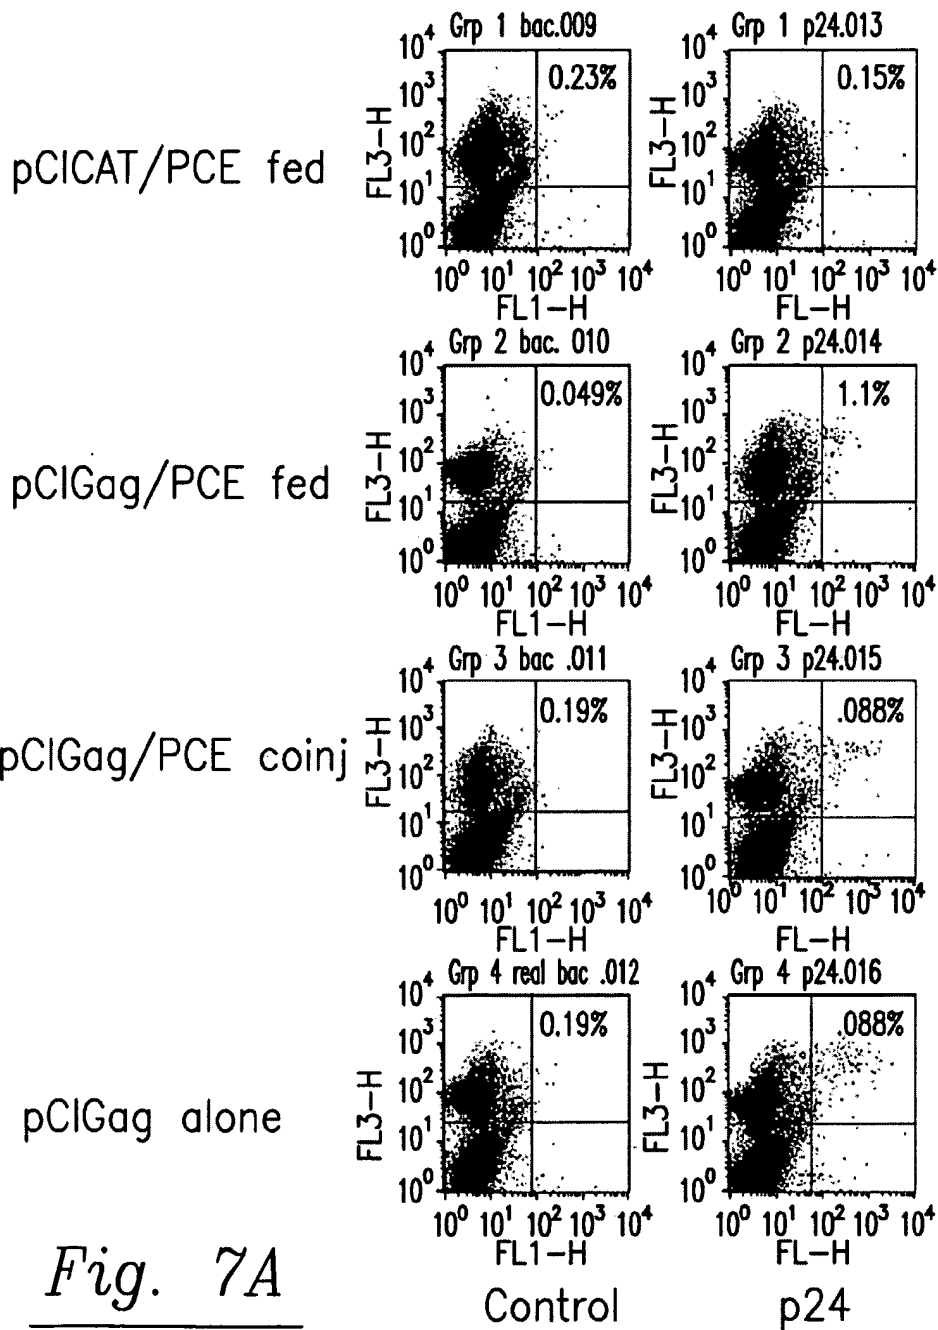 Grp 1 bac.009
Grp 1 p24.013
pCICAT/PCE fed
FL3-H
10⁴
10³
10²
10¹
10⁰
0.23%
10⁰ 10¹ 10² 10³ 10⁴
FL1-H
FL3-H
10⁴
10³
10²
10¹
10⁰
0.15%
10⁰ 10¹ 10² 10³ 10⁴
FL-H
Grp 2 bac. 010
Grp 2 p24.014
pCIGag/PCE fed
FL3-H
10⁴
10³
10²
10¹
10⁰
0.049%
10⁰ 10¹ 10² 10³ 10⁴
FL1-H
FL3-H
10⁴
10³
10²
10¹
10⁰
1.1%
10⁰ 10¹ 10² 10³ 10⁴
FL-H
Grp 3 bac .011
Grp 3 p24.015
pCIGag/PCE coinj
FL3-H
10⁴
10³
10²
10¹
10⁰
0.19%
10⁰ 10¹ 10² 10³ 10⁴
FL1-H
FL3-H
10⁴
10³
10²
10¹
10⁰
.088%
10⁰ 10¹ 10² 10³ 10⁴
FL-H
Grp 4 real bac .012
Grp 4 p24.016
pCIGag alone
FL3-H
10⁴
10³
10²
10¹
10⁰
0.19%
10⁰ 10¹ 10² 10³ 10⁴
FL1-H
FL3-H
10⁴
10³
10²
10¹
10⁰
.088%
10⁰ 10¹ 10² 10³ 10⁴
FL-H
Control
p24
Fig. 7A